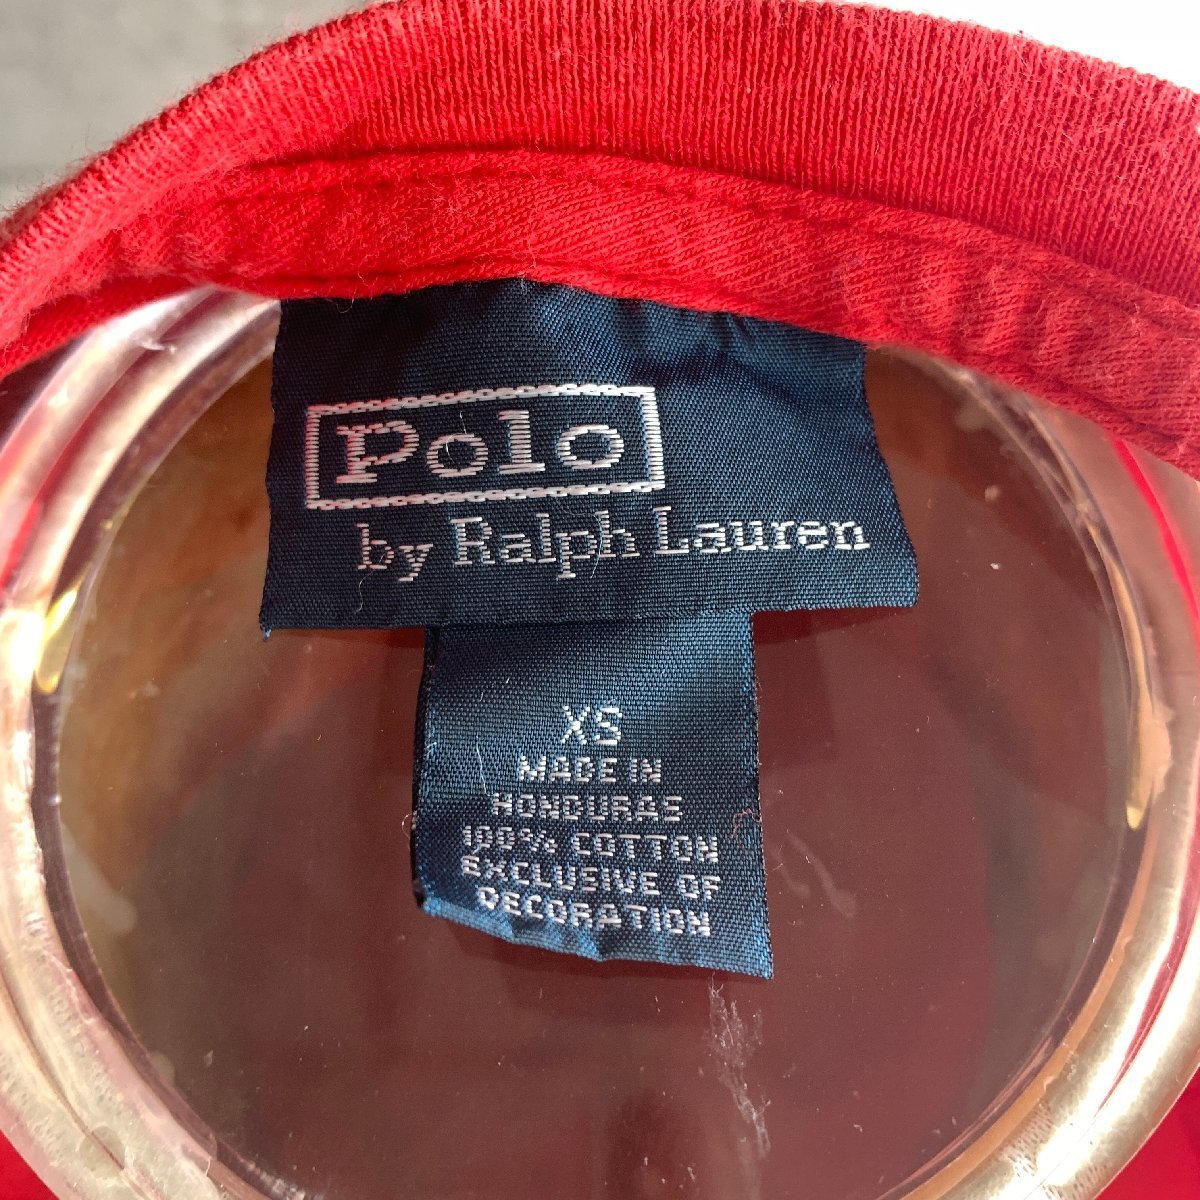 Polo
by Ralph Lauren
XS
MADE IN
HONDURAS
100% COTTON
EXCLUSIVE OF
DECORATION